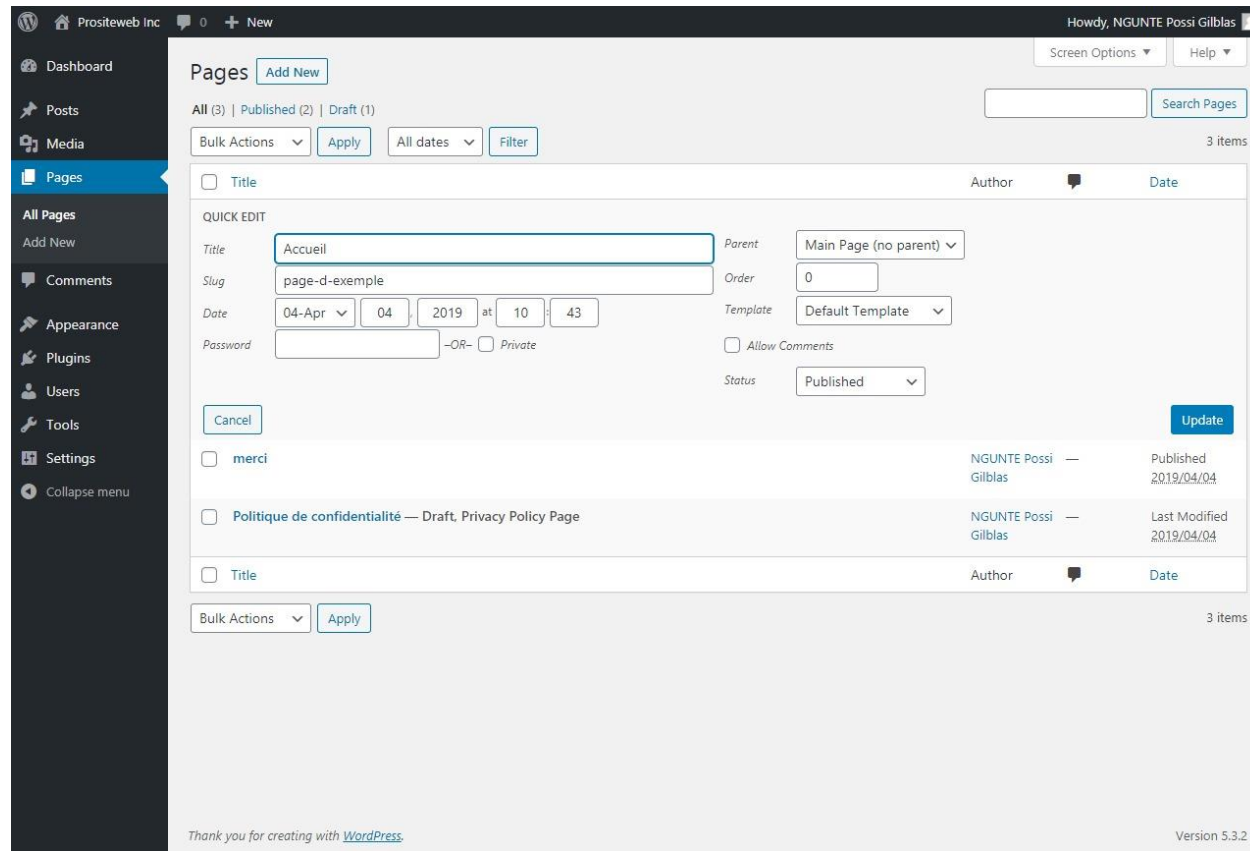 Prositeweb Inc 0 + New Howdy, NGUNTE Possi Gilblas
Screen Options ▼ Help ▼
Dashboard
Posts
Media
Pages
All Pages
Add New
Comments
Appearance
Plugins
Users
Tools
Settings
Collapse menu
Pages Add New
All (3) | Published (2) | Draft (1)
Search Pages
Bulk Actions Apply All dates Filter 3 items
Title Author Date
QUICK EDIT
Title Accueil
Slug page-d-exemple
Date 04-Apr 04 , 2019 at 10 : 43
Password –OR– Private
Parent Main Page (no parent)
Order 0
Template Default Template
Allow Comments
Status Published
Cancel Update
merci NGUNTE Possi Gilblas — Published 2019/04/04
Politique de confidentialité — Draft, Privacy Policy Page NGUNTE Possi Gilblas — Last Modified 2019/04/04
Title Author Date
Bulk Actions Apply 3 items
Thank you for creating with WordPress. Version 5.3.2